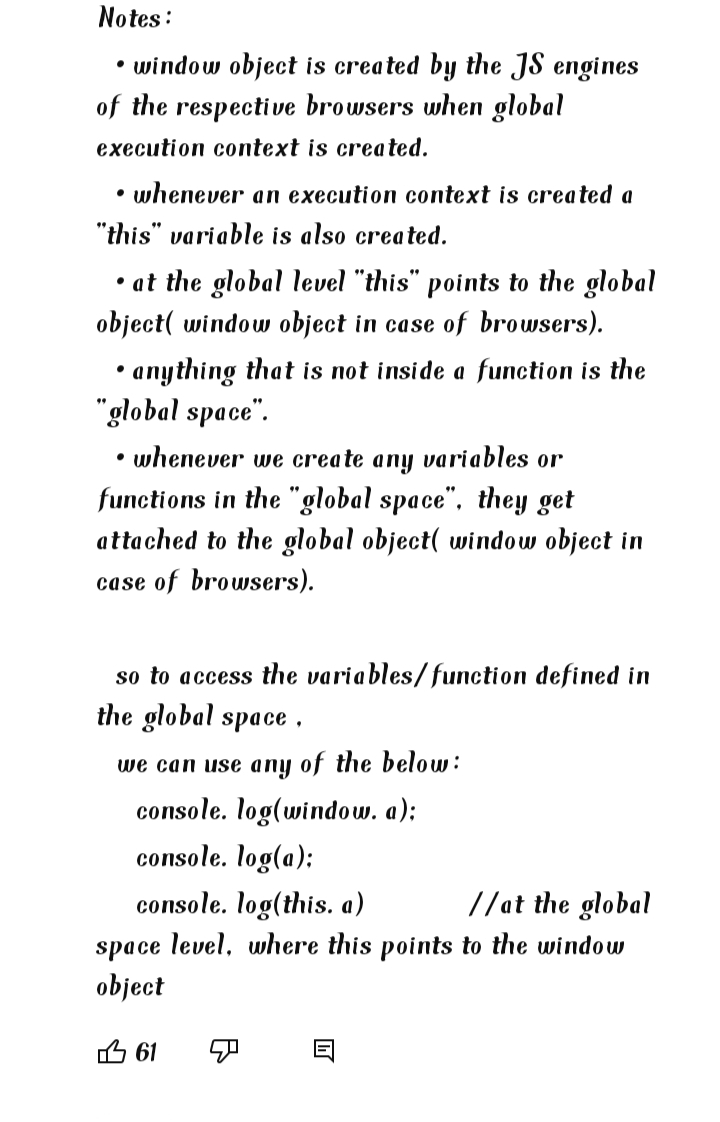 Notes:
• window object is created by the JS engines
of the respective browsers when global
execution context is created.
• whenever an execution context is created a
"this" variable is also created.
• at the global level "this" points to the global
object( window object in case of browsers).
• anything that is not inside a function is the
"global space".
• whenever we create any variables or
functions in the "global space", they get
attached to the global object( window object in
case of browsers).
so to access the variables/function defined in
the global space ,
we can use any of the below:
console. log(window. a);
console. log(a);
console. log(this. a) //at the global
space level, where this points to the window
object
61